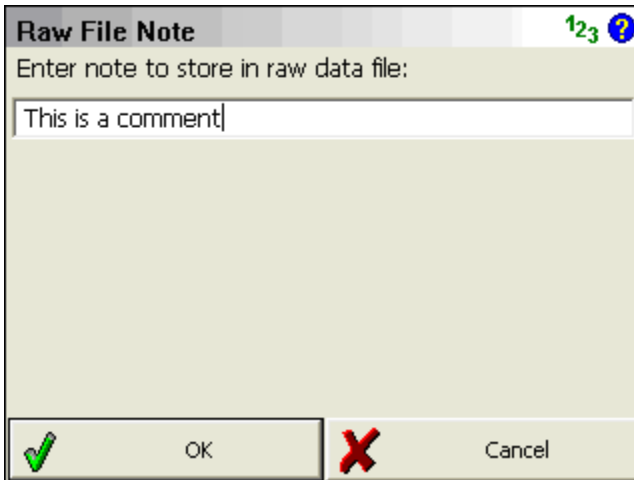 Raw File Note 123 ?
Enter note to store in raw data file:
This is a comment
OK Cancel